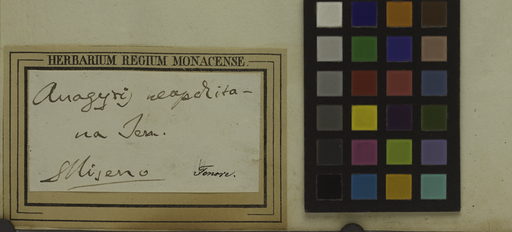 HERBARIUM REGIUM MONACENSE.
Anagyris neapolita-
na Ten.
Miseno Tenore.